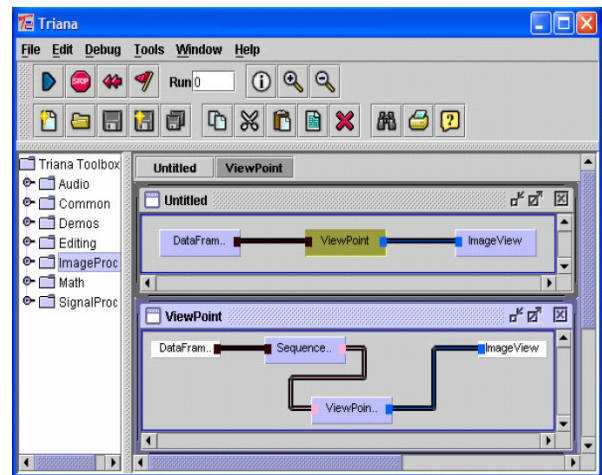 Triana
File Edit Debug Tools Window Help
STOP Run 0
Triana Toolbox
Audio
Common
Demos
Editing
ImageProc
Math
SignalProc
Untitled ViewPoint
Untitled
DataFram.. ViewPoint ImageView
ViewPoint
DataFram.. Sequence.. ImageView
ViewPoin..